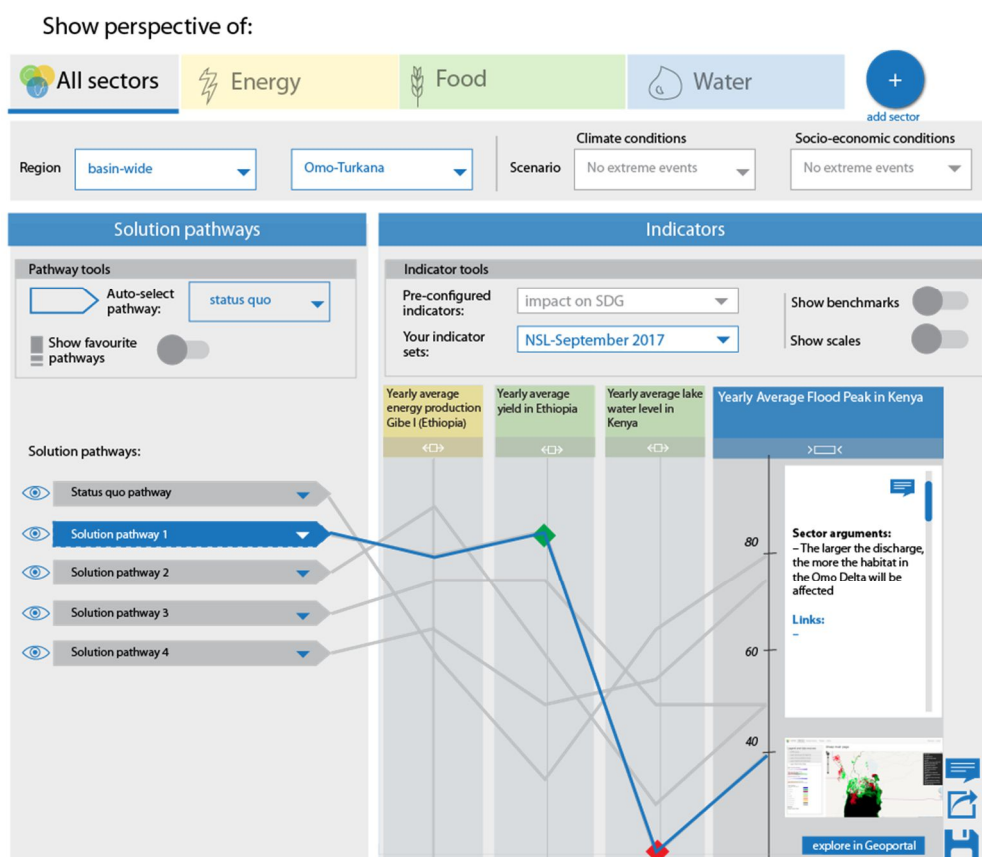 Show perspective of:
All sectors
Energy
Food
Water
+
add sector
Region
basin-wide
Omo-Turkana
Scenario
Climate conditions
No extreme events
Socio-economic conditions
No extreme events
Solution pathways
Pathway tools
Auto-select
pathway:
status quo
Show favourite
pathways
Indicators
Indicator tools
Pre-configured
indicators:
impact on SDG
Your indicator
sets:
NSL-September 2017
Show benchmarks
Show scales
Solution pathways:
Status quo pathway
Solution pathway 1
Solution pathway 2
Solution pathway 3
Solution pathway 4
Yearly average
energy production
Gibe I (Ethiopia)
Yearly average
yield in Ethiopia
Yearly average lake
water level in
Kenya
Yearly Average Flood Peak in Kenya
80
60
40
Sector arguments:
– The larger the discharge,
the more the habitat in
the Omo Delta will be
affected
Links:
–
explore in Geoportal